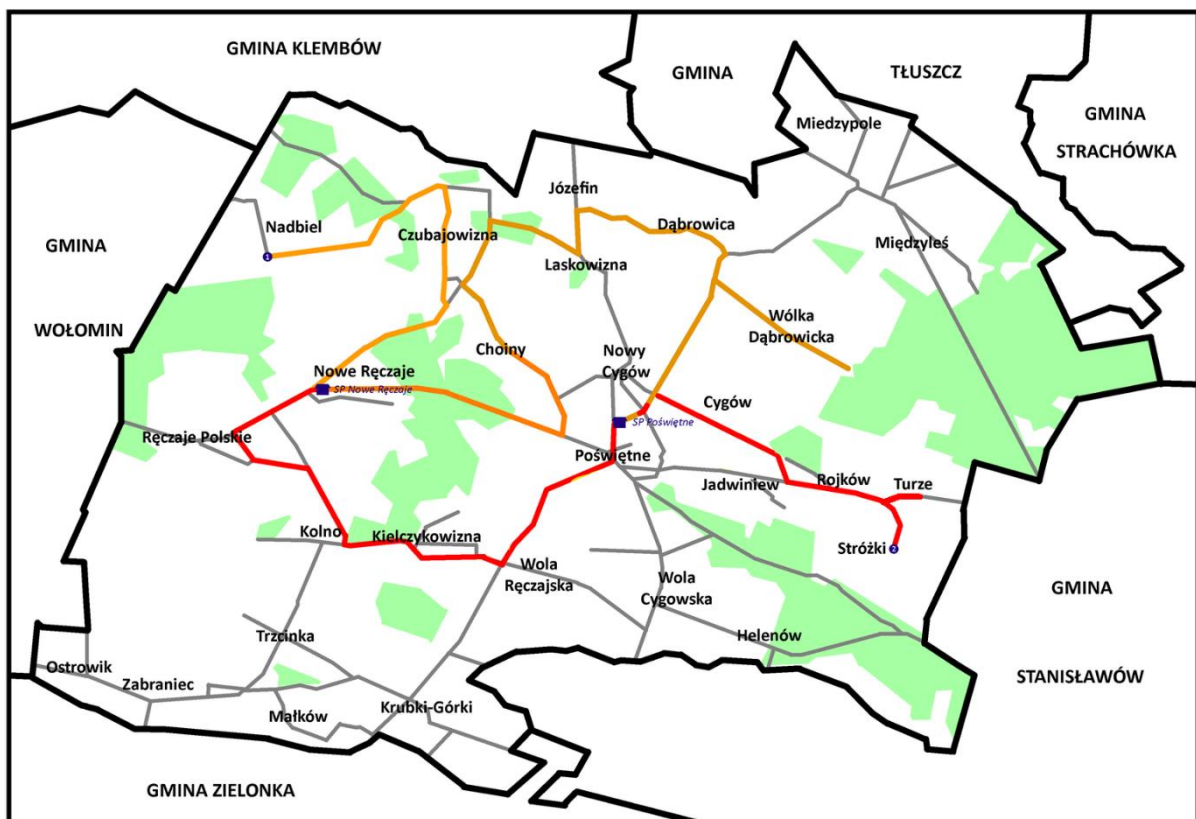 GMINA KLEMBÓW
GMINA
TŁUSZCZ
GMINA
STRACHÓWKA
Miedzypole
Józefin
Nadbiel
Dąbrowica
Czubajowizna
GMINA
Międzyleś
Laskowizna
WOŁOMIN
Wólka
Dąbrowicka
1
Choiny
Nowy
Cygów
Nowe Ręczaje
SP Nowe Ręczaje
Cygów
SP Poświętne
Ręczaje Polskie
Poświętne
Jadwiniew
Rojków
Turze
Kolno
Kielczykowizna
Stróżki
2
Wola
Ręczajska
Wola
Cygowska
GMINA
STANISŁAWÓW
Trzcinka
Helenów
Ostrowik
Zabraniec
Małków
Krubki-Górki
GMINA ZIELONKA